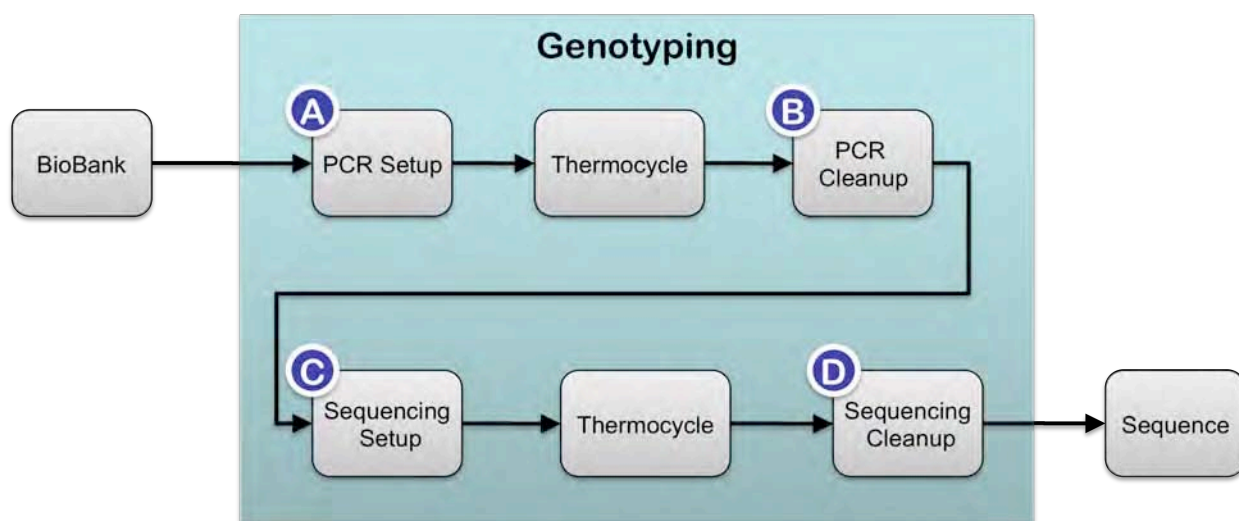 Genotyping
A
B
BioBank
PCR Setup
Thermocycle
PCR
Cleanup
C
D
Sequencing
Setup
Thermocycle
Sequencing
Cleanup
Sequence